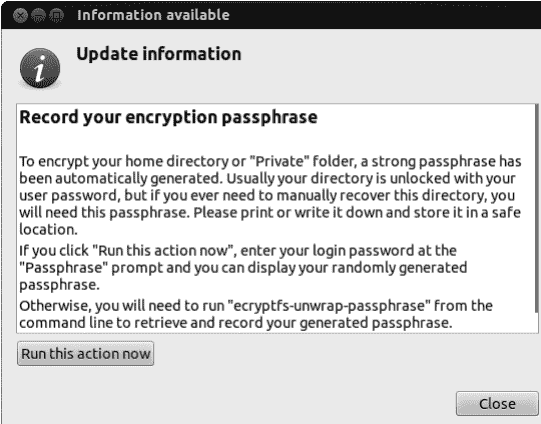 Information available
Update information
Record your encryption passphrase
To encrypt your home directory or "Private" folder, a strong passphrase has
been automatically generated. Usually your directory is unlocked with your
user password, but if you ever need to manually recover this directory, you
will need this passphrase. Please print or write it down and store it in a safe
location.
If you click "Run this action now", enter your login password at the
"Passphrase" prompt and you can display your randomly generated
passphrase.
Otherwise, you will need to run "ecryptfs-unwrap-passphrase" from the
command line to retrieve and record your generated passphrase.
Run this action now
Close